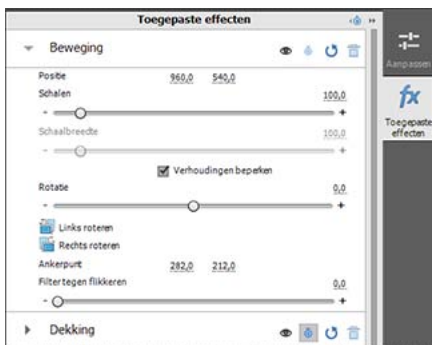 Toegepaste effecten
Beweging
Positie 960,0 540,0
Schalen 100,0
- +
Schaalbreedte 100,0
- +
Verhoudingen beperken
Rotatie 0,0
- +
Links roteren
Rechts roteren
Ankerpunt 282,0 212,0
Filter tegen flikkeren 0,0
- +
Dekking
Aanpassen
fx
Toegepaste
effecten